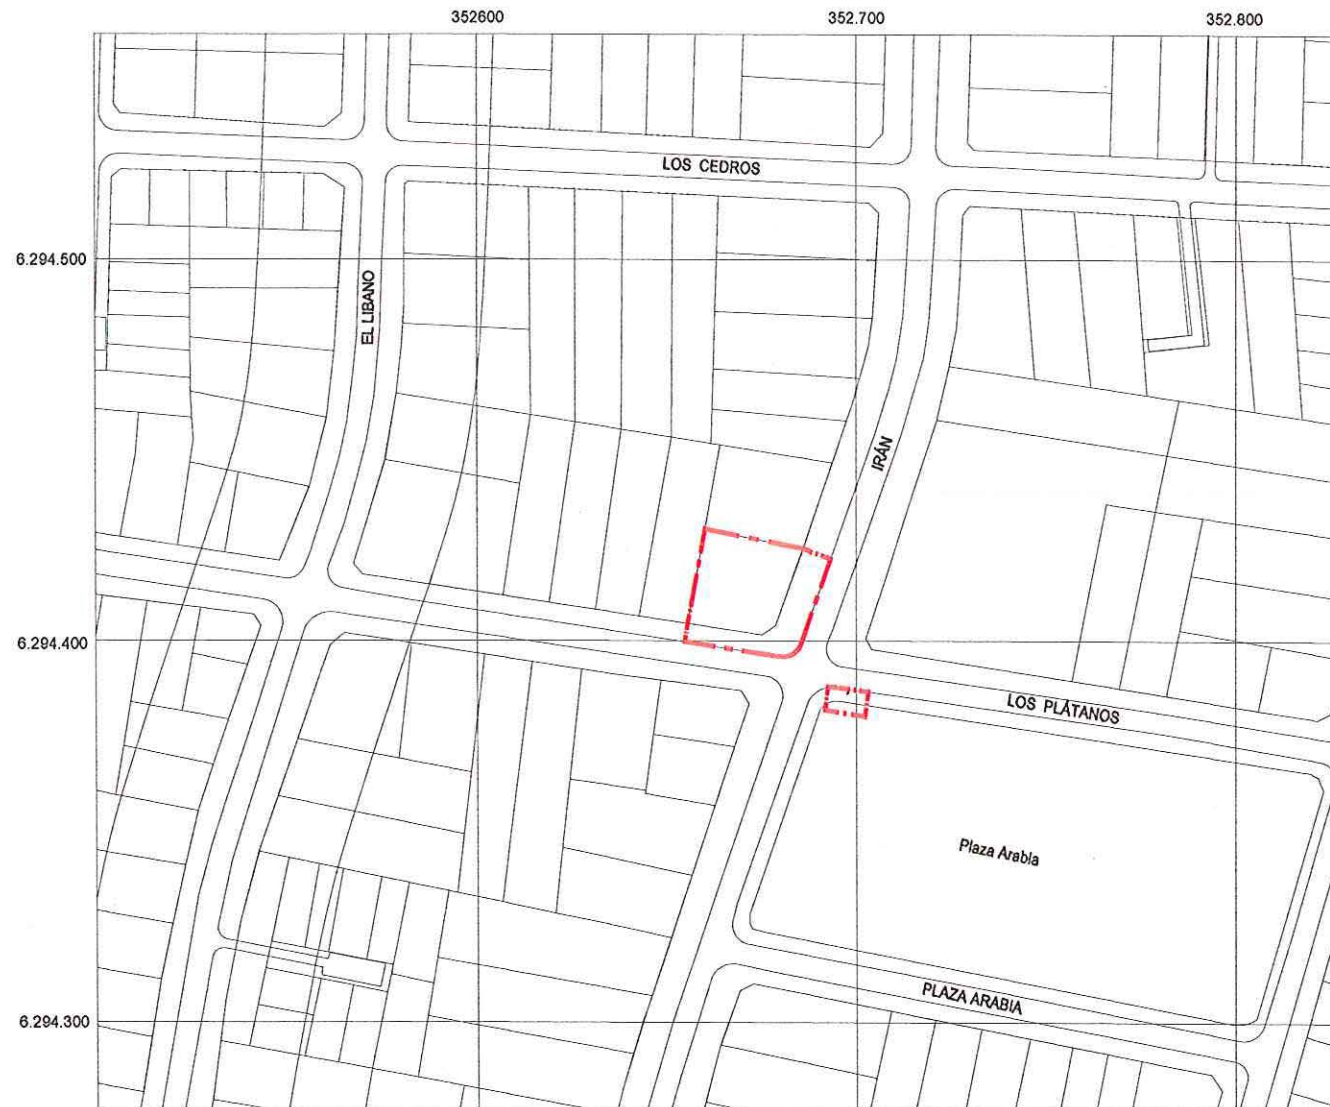 352600
352.700
352.800
LOS CEDROS
6.294.500
EL LIBANO
IRÁN
6.294.400
LOS PLÁTANOS
Plaza Arabia
PLAZA ARABIA
6.294.300